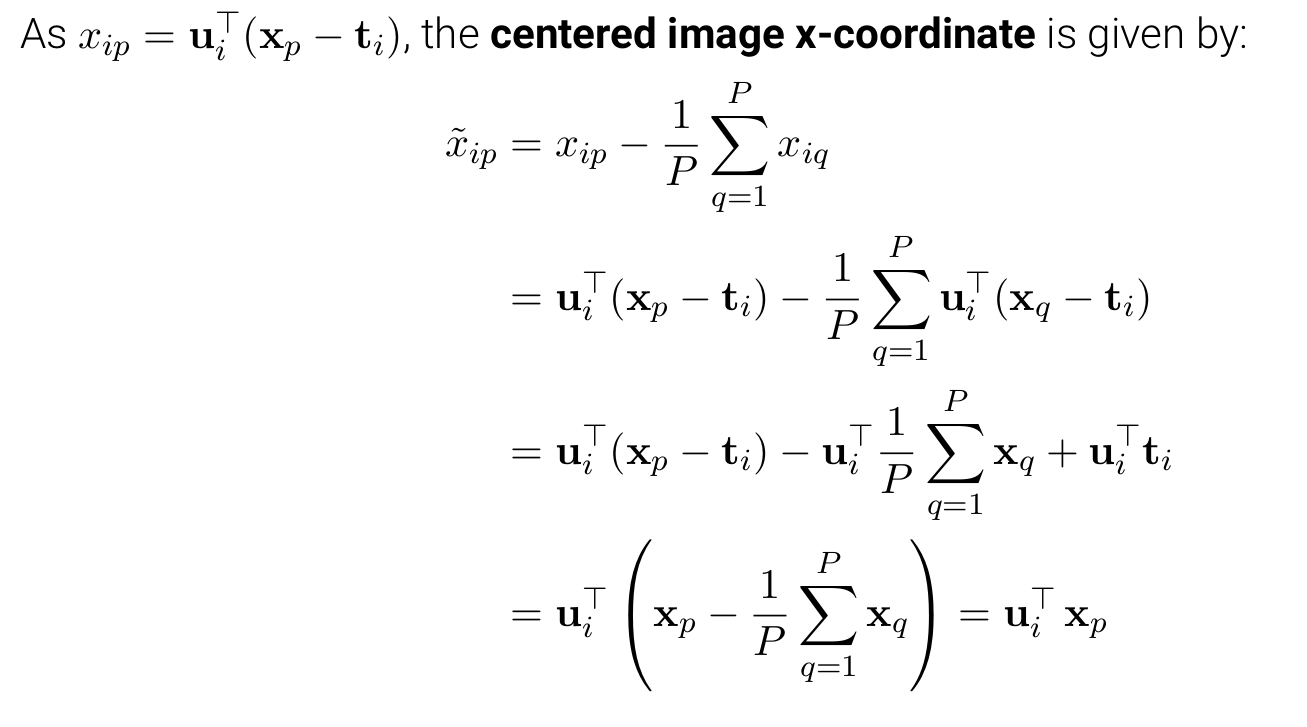 As $x_{ip} = \mathbf{u}_i^\top(\mathbf{x}_p - \mathbf{t}_i)$, the **centered image x-coordinate** is given by:
$\tilde{x}_{ip} = x_{ip} - \frac{1}{P}\sum_{q=1}^{P} x_{iq}$
$= \mathbf{u}_i^\top(\mathbf{x}_p - \mathbf{t}_i) - \frac{1}{P}\sum_{q=1}^{P} \mathbf{u}_i^\top(\mathbf{x}_q - \mathbf{t}_i)$
$= \mathbf{u}_i^\top(\mathbf{x}_p - \mathbf{t}_i) - \mathbf{u}_i^\top\frac{1}{P}\sum_{q=1}^{P} \mathbf{x}_q + \mathbf{u}_i^\top\mathbf{t}_i$
$= \mathbf{u}_i^\top\left(\mathbf{x}_p - \frac{1}{P}\sum_{q=1}^{P} \mathbf{x}_q\right) = \mathbf{u}_i^\top\mathbf{x}_p$